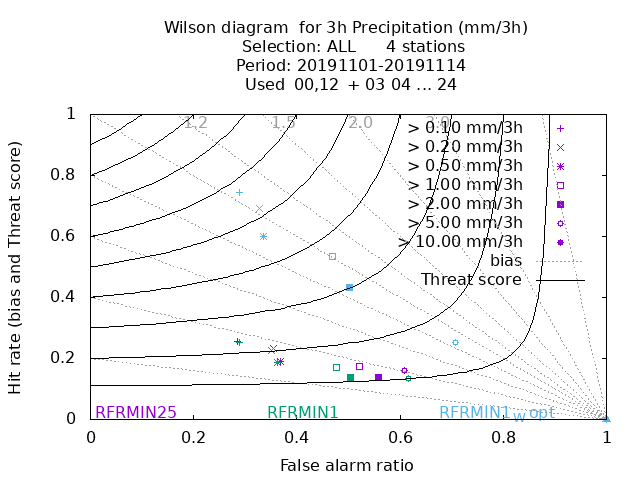 Wilson diagram for 3h Precipitation (mm/3h)
Selection: ALL 4 stations
Period: 20191101-20191114
Used 00,12 + 03 04 ... 24
1.2 1.5 2.0 3.0
> 0.10 mm/3h
> 0.20 mm/3h
> 0.50 mm/3h
> 1.00 mm/3h
> 2.00 mm/3h
> 5.00 mm/3h
> 10.00 mm/3h
bias
Threat score
1
0.8
0.6
0.4
0.2
0
Hit rate (bias and Threat score)
RFRMIN25 RFRMIN1 RFRMIN1_W opt
0 0.2 0.4 0.6 0.8 1
False alarm ratio